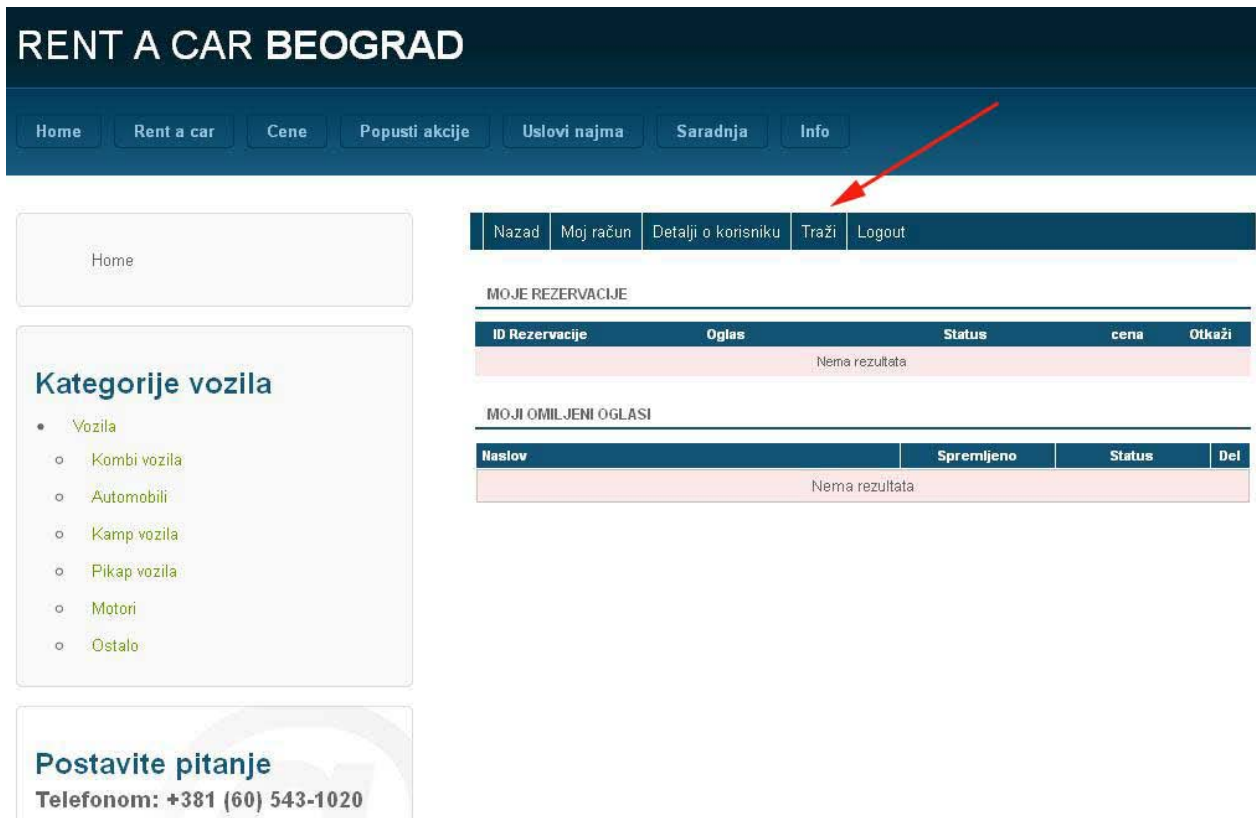 RENT A CAR BEOGRAD
Home Rent a car Cene Popusti akcije Uslovi najma Saradnja Info
Home
Kategorije vozila
Vozila
Kombi vozila
Automobili
Kamp vozila
Pikap vozila
Motori
Ostalo
Postavite pitanje
Telefonom: +381 (60) 543-1020
Nazad Moj račun Detalji o korisniku Traži Logout
MOJE REZERVACIJE
ID Rezervacije Oglas Status cena Otkaži
Nema rezultata
MOJI OMILJENI OGLASI
Naslov Spremljeno Status Del
Nema rezultata